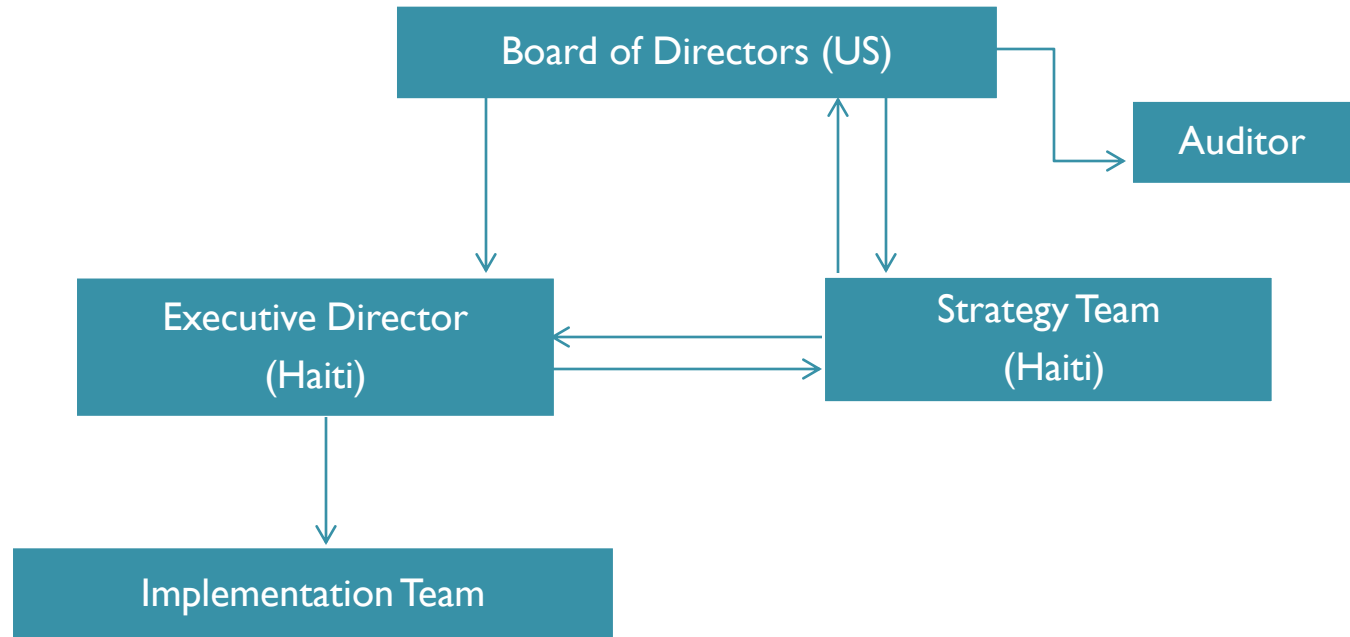 Board of Directors (US)
Auditor
Executive Director
(Haiti)
Strategy Team
(Haiti)
Implementation Team